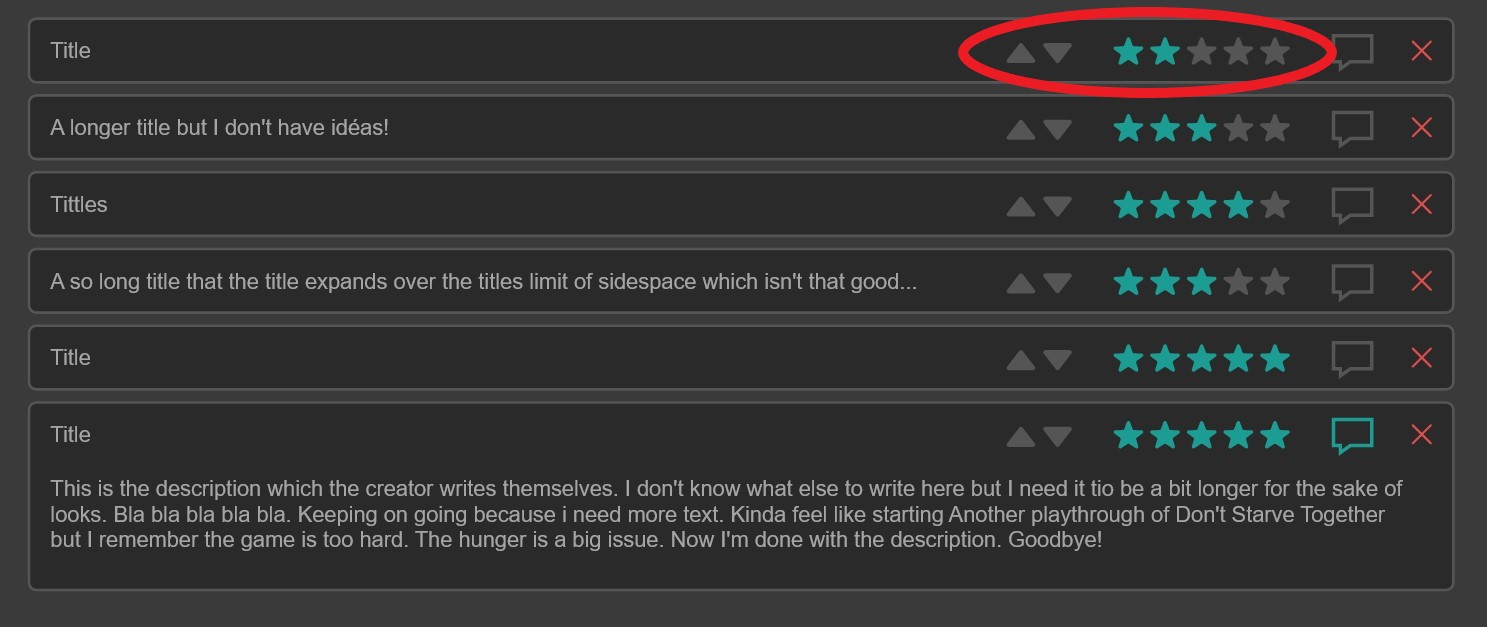 Title
A longer title but I don't have idéas!
Tittles
A so long title that the title expands over the titles limit of sidespace which isn't that good...
Title
Title
This is the description which the creator writes themselves. I don't know what else to write here but I need it tio be a bit longer for the sake of
looks. Bla bla bla bla bla. Keeping on going because i need more text. Kinda feel like starting Another playthrough of Don't Starve Together
but I remember the game is too hard. The hunger is a big issue. Now I'm done with the description. Goodbye!